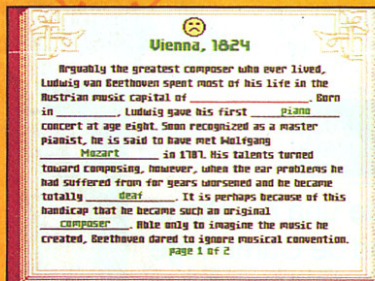 Vienna, 1824
Arguably the greatest composer who ever lived,
Ludwig van Beethoven spent most of his life in the
Austrian music capital of ____________. Born
in ________, Ludwig gave his first piano
concert at age eight. Soon recognized as a master
pianist, he is said to have met Wolfgang
Mozart in 1787. His talents turned
toward composing, however, when the ear problems he
had suffered from for years worsened and he became
totally deaf. It is perhaps because of this
handicap that he became such an original
composer. Able only to imagine the music he
created, Beethoven dared to ignore musical convention.
page 1 of 2